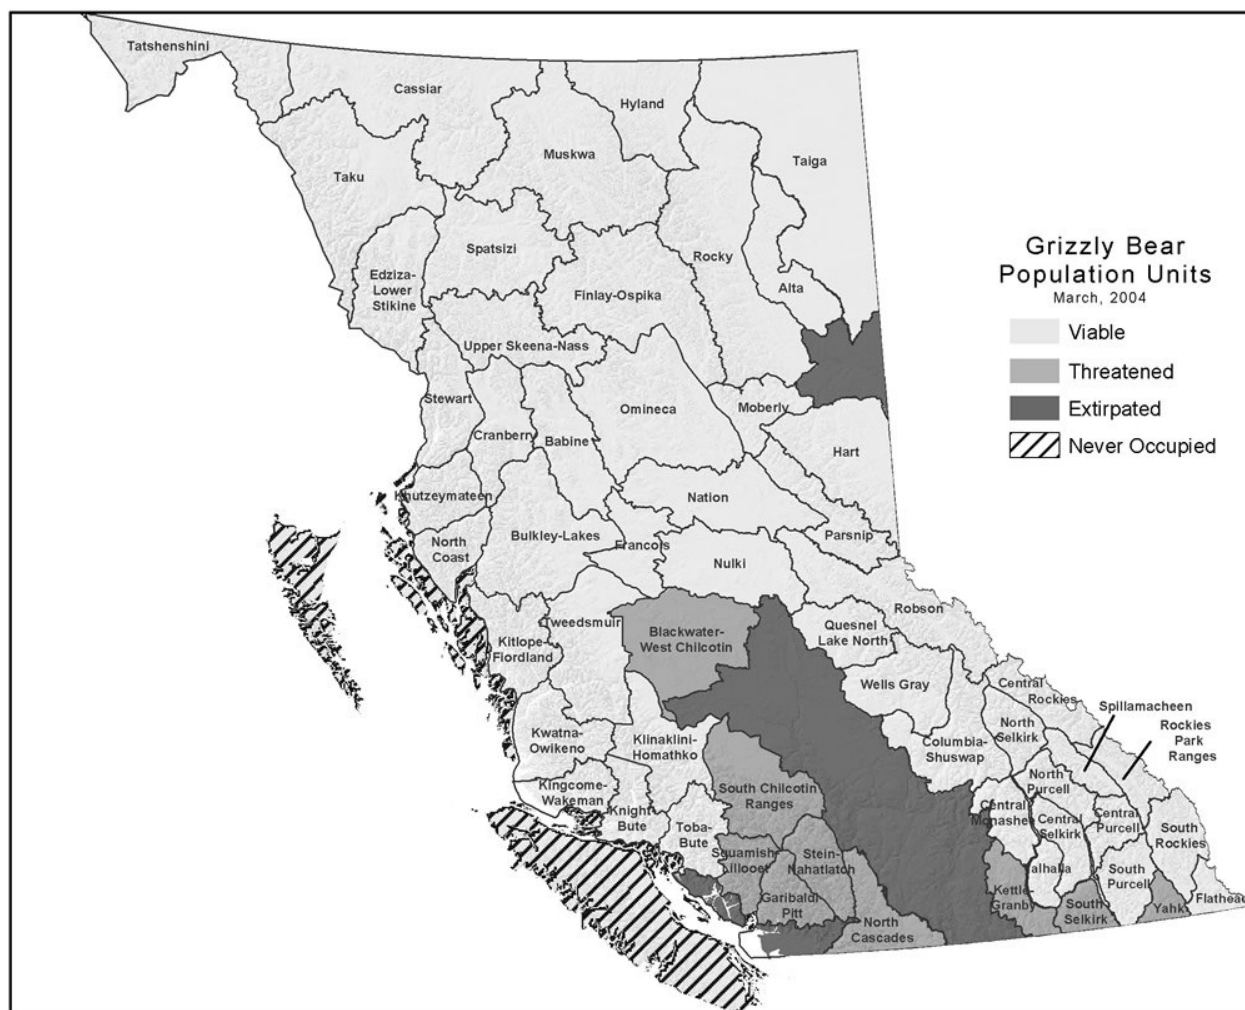 Tatshenshini
Cassiar
Hyland
Muskwa
Taiga
Taku
Spatsizi
Rocky
Edziza-
Lower
Stikine
Finlay-Ospika
Alta
Grizzly Bear
Population Units
March, 2004
Viable
Threatened
Extirpated
Never Occupied
Upper Skeena-Nass
Stewart
Omineca
Moberly
Cranberry
Babine
Hart
Khutzeymateen
Nation
North
Coast
Bulkley-Lakes
Francois
Parsnip
Nulki
Robson
Tweedsmuir
Blackwater-
West Chilcotin
Quesnel
Lake North
Kitlope-
Fiordland
Wells Gray
Central
Rockies
Spillamacheen
Rockies
Park
Ranges
North
Selkirk
Kwatna-
Owikeno
Klinaklini-
Homathko
Columbia-
Shuswap
North
Purcell
Kingcome-
Wakeman
South Chilcotin
Ranges
Knight-
Bute
Central
Monashee
Central
Selkirk
Central
Purcell
Toba-
Bute
South
Rockies
Squamish-
Lillooet
Stein-
Nahatlatch
alhalla
South
Purcell
Garibaldi-
Pitt
Kettle-
Granby
South
Selkirk
Yahk
Flathead
North
Cascades